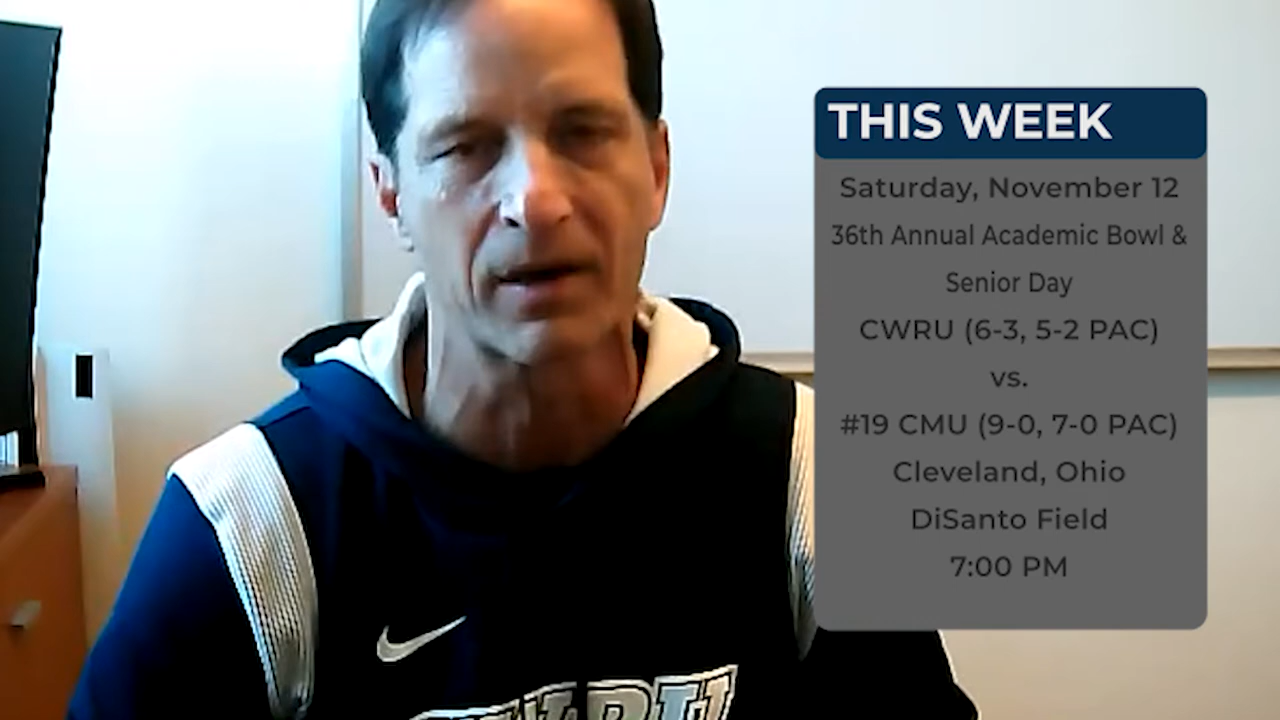 THIS WEEK
Saturday, November 12
36th Annual Academic Bowl &
Senior Day
CWRU (6-3, 5-2 PAC)
vs.
#19 CMU (9-0, 7-0 PAC)
Cleveland, Ohio
DiSanto Field
7:00 PM